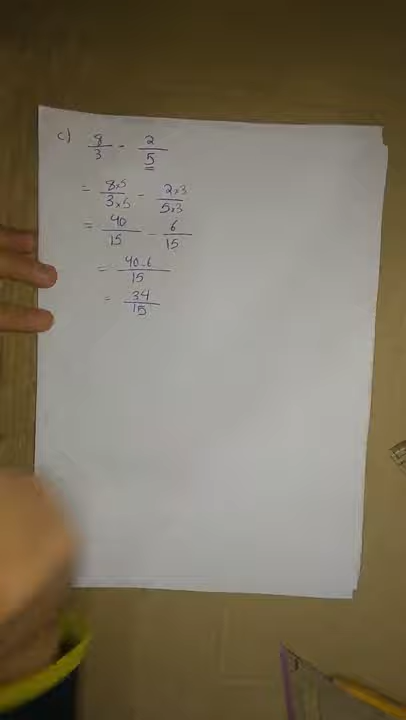 c) 8/3 - 2/5
= 8×5/3×5 - 2×3/5×3
= 40/15 - 6/15
= 40-6/15
= 34/15